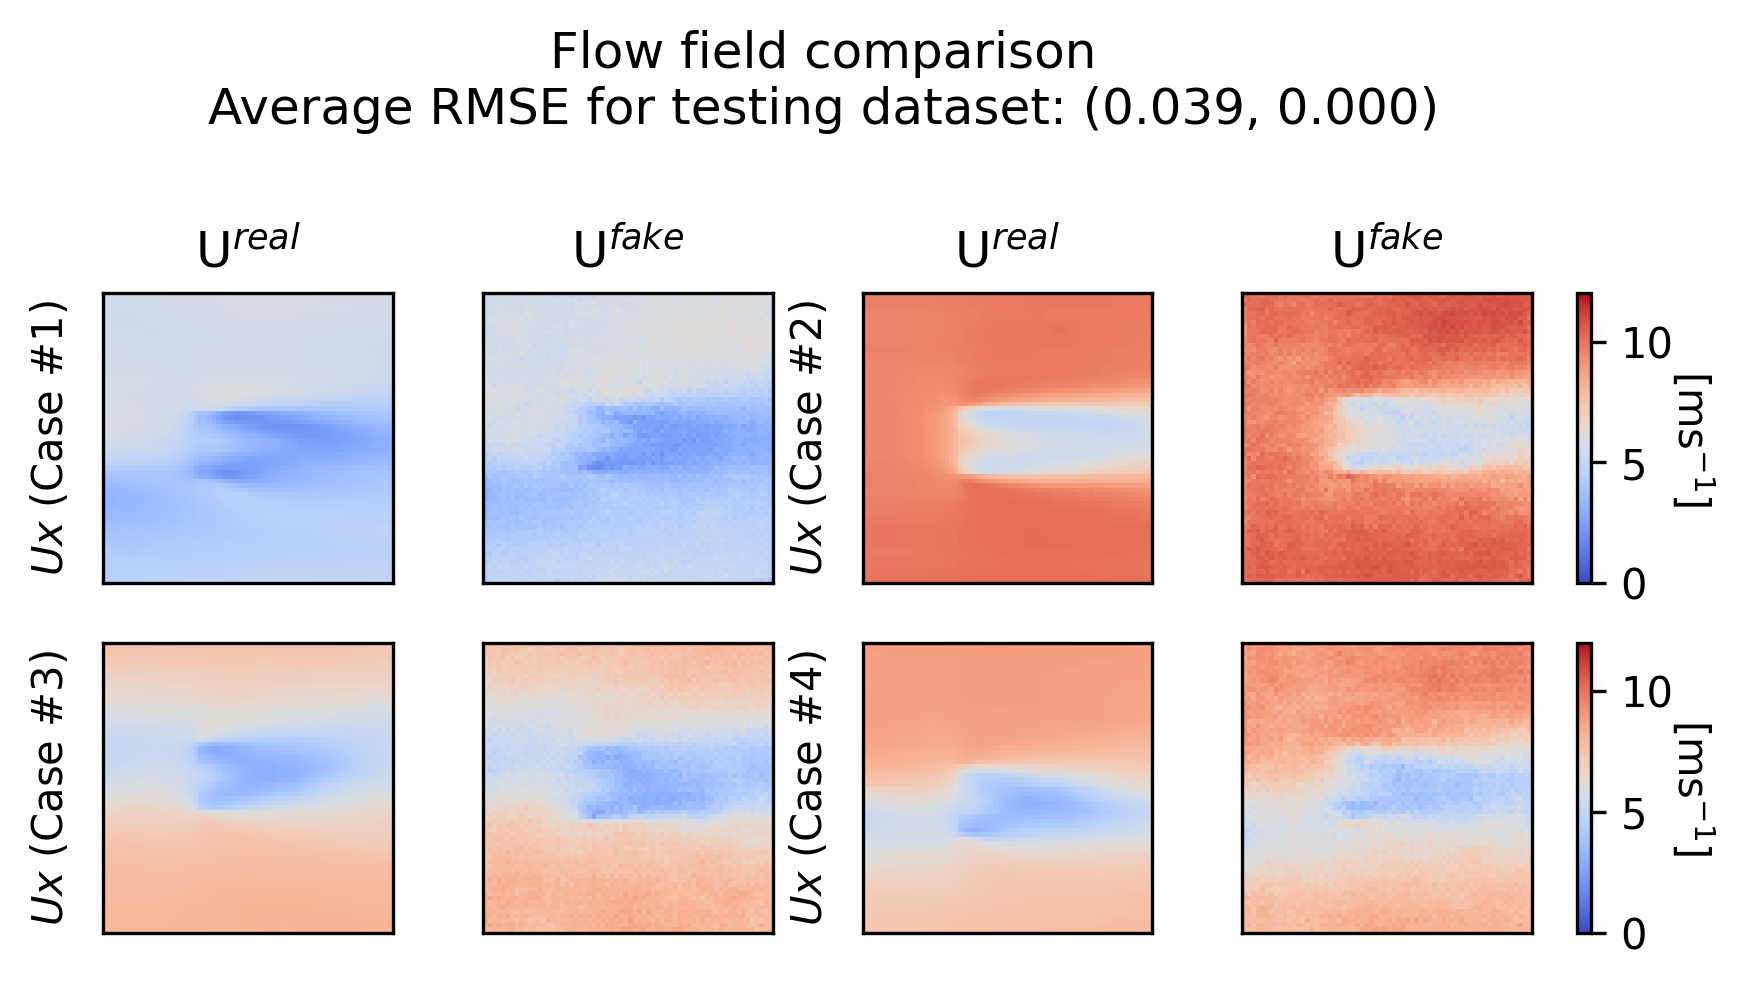 Flow field comparison
Average RMSE for testing dataset: (0.039, 0.000)
U^real U^fake U^real U^fake
Ux (Case #1)
Ux (Case #2)
10
5
0
[ms⁻¹]
Ux (Case #3)
Ux (Case #4)
10
5
0
[ms⁻¹]